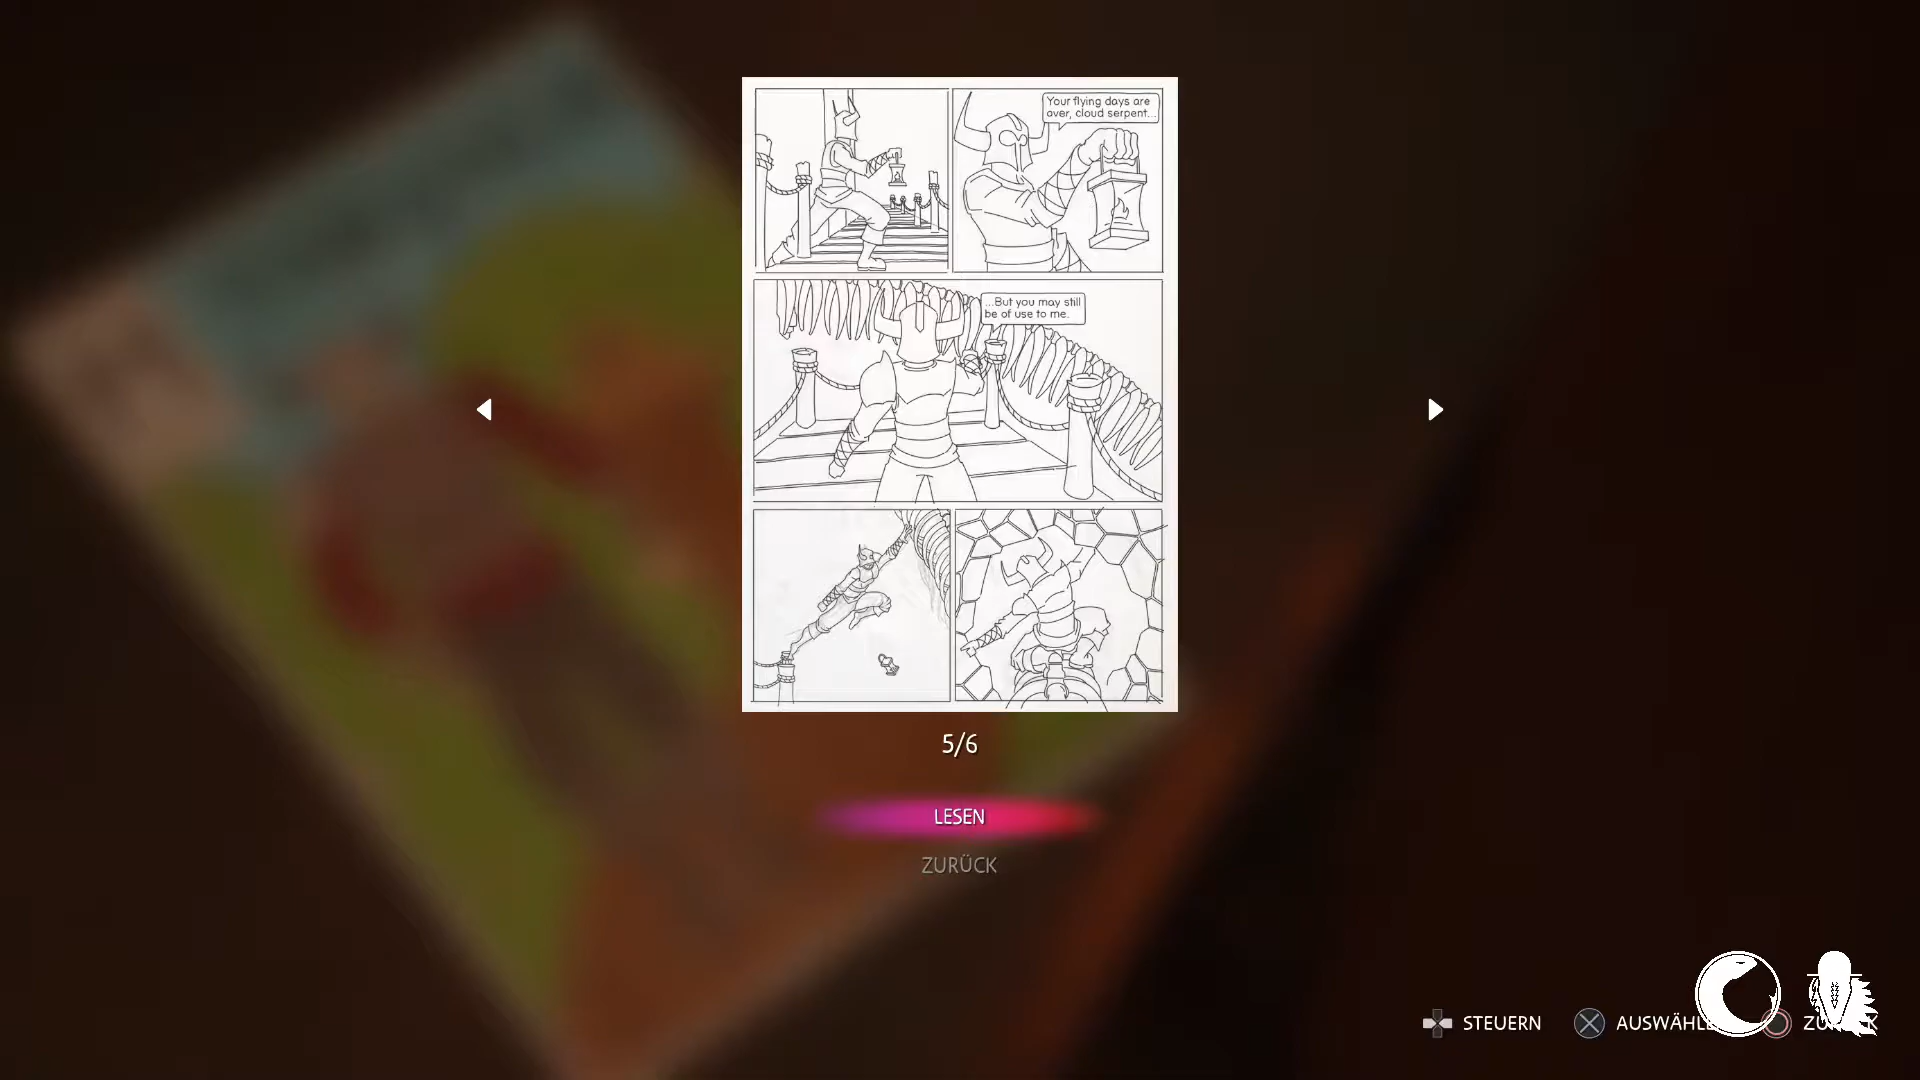 Your flying days are
over, cloud serpent...
...But you may still
be of use to me.
5/6
LESEN
ZURÜCK
STEUERN